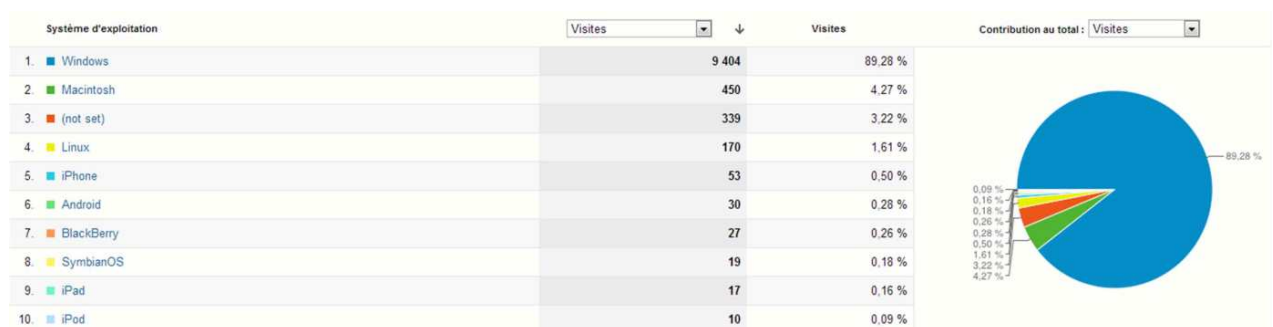 Système d'exploitation Visites Visites Contribution au total : Visites
1. Windows 9 404 89,28 %
2. Macintosh 450 4,27 %
3. (not set) 339 3,22 %
4. Linux 170 1,61 %
5. iPhone 53 0,50 %
6. Android 30 0,28 %
7. BlackBerry 27 0,26 %
8. SymbianOS 19 0,18 %
9. iPad 17 0,16 %
10. iPod 10 0,09 %
89,28 %
0,09 %
0,16 %
0,18 %
0,26 %
0,28 %
0,50 %
1,61 %
3,22 %
4,27 %